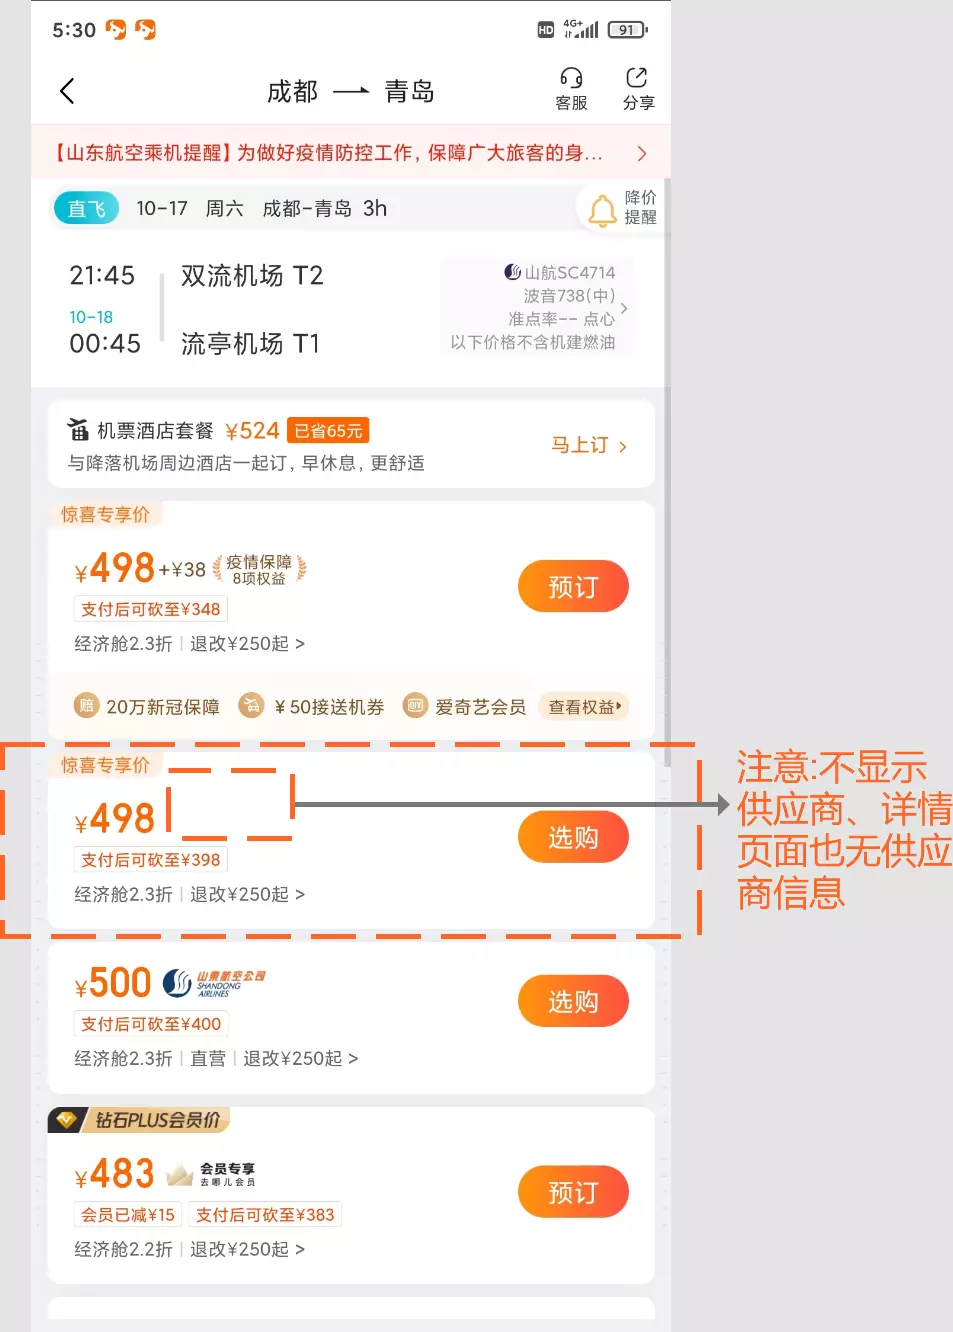 5:30
HD 4G+ 91
成都 → 青岛
客服 分享
【山东航空乘机提醒】为做好疫情防控工作，保障广大旅客的身...
直飞 10-17 周六 成都-青岛 3h
降价
提醒
21:45 双流机场 T2
10-18
00:45 流亭机场 T1
山航SC4714
波音738(中)
准点率-- 点心
以下价格不含机建燃油
机票酒店套餐 ¥524 已省65元
与降落机场周边酒店一起订，早休息，更舒适
马上订
惊喜专享价
¥498+¥38 疫情保障
8项权益
预订
支付后可砍至¥348
经济舱2.3折 | 退改¥250起 >
赔 20万新冠保障 ¥50接送机券 爱奇艺会员 查看权益
惊喜专享价
¥498
选购
支付后可砍至¥398
经济舱2.3折 | 退改¥250起 >
注意:不显示
供应商、详情
页面也无供应
商信息
¥500 山东航空公司
SHANDONG
AIRLINES
选购
支付后可砍至¥400
经济舱2.3折 | 直营 | 退改¥250起 >
钻石PLUS会员价
¥483 会员专享
去哪儿会员
预订
会员已减¥15 支付后可砍至¥383
经济舱2.2折 | 退改¥250起 >